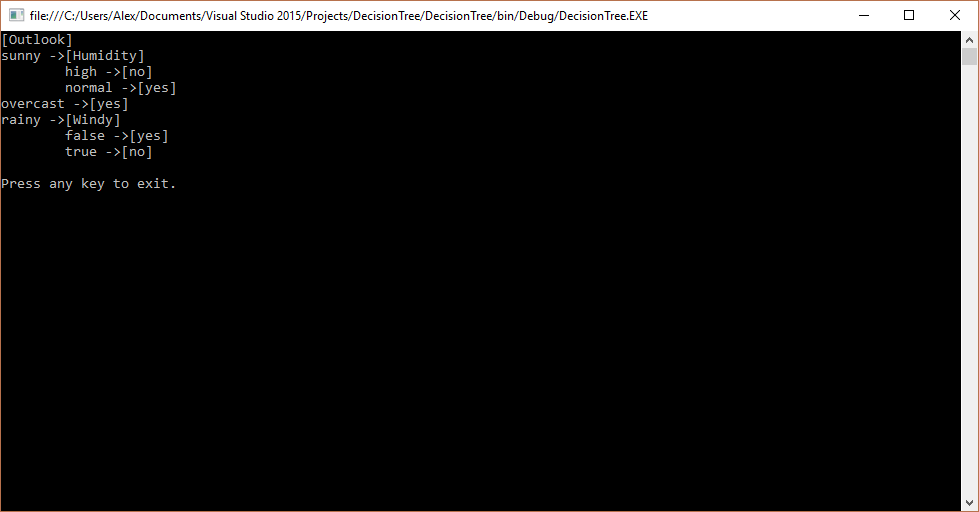 file:///C:/Users/Alex/Documents/Visual Studio 2015/Projects/DecisionTree/DecisionTree/bin/Debug/DecisionTree.EXE
[Outlook]
sunny ->[Humidity]
        high ->[no]
        normal ->[yes]
overcast ->[yes]
rainy ->[Windy]
        false ->[yes]
        true ->[no]
Press any key to exit.